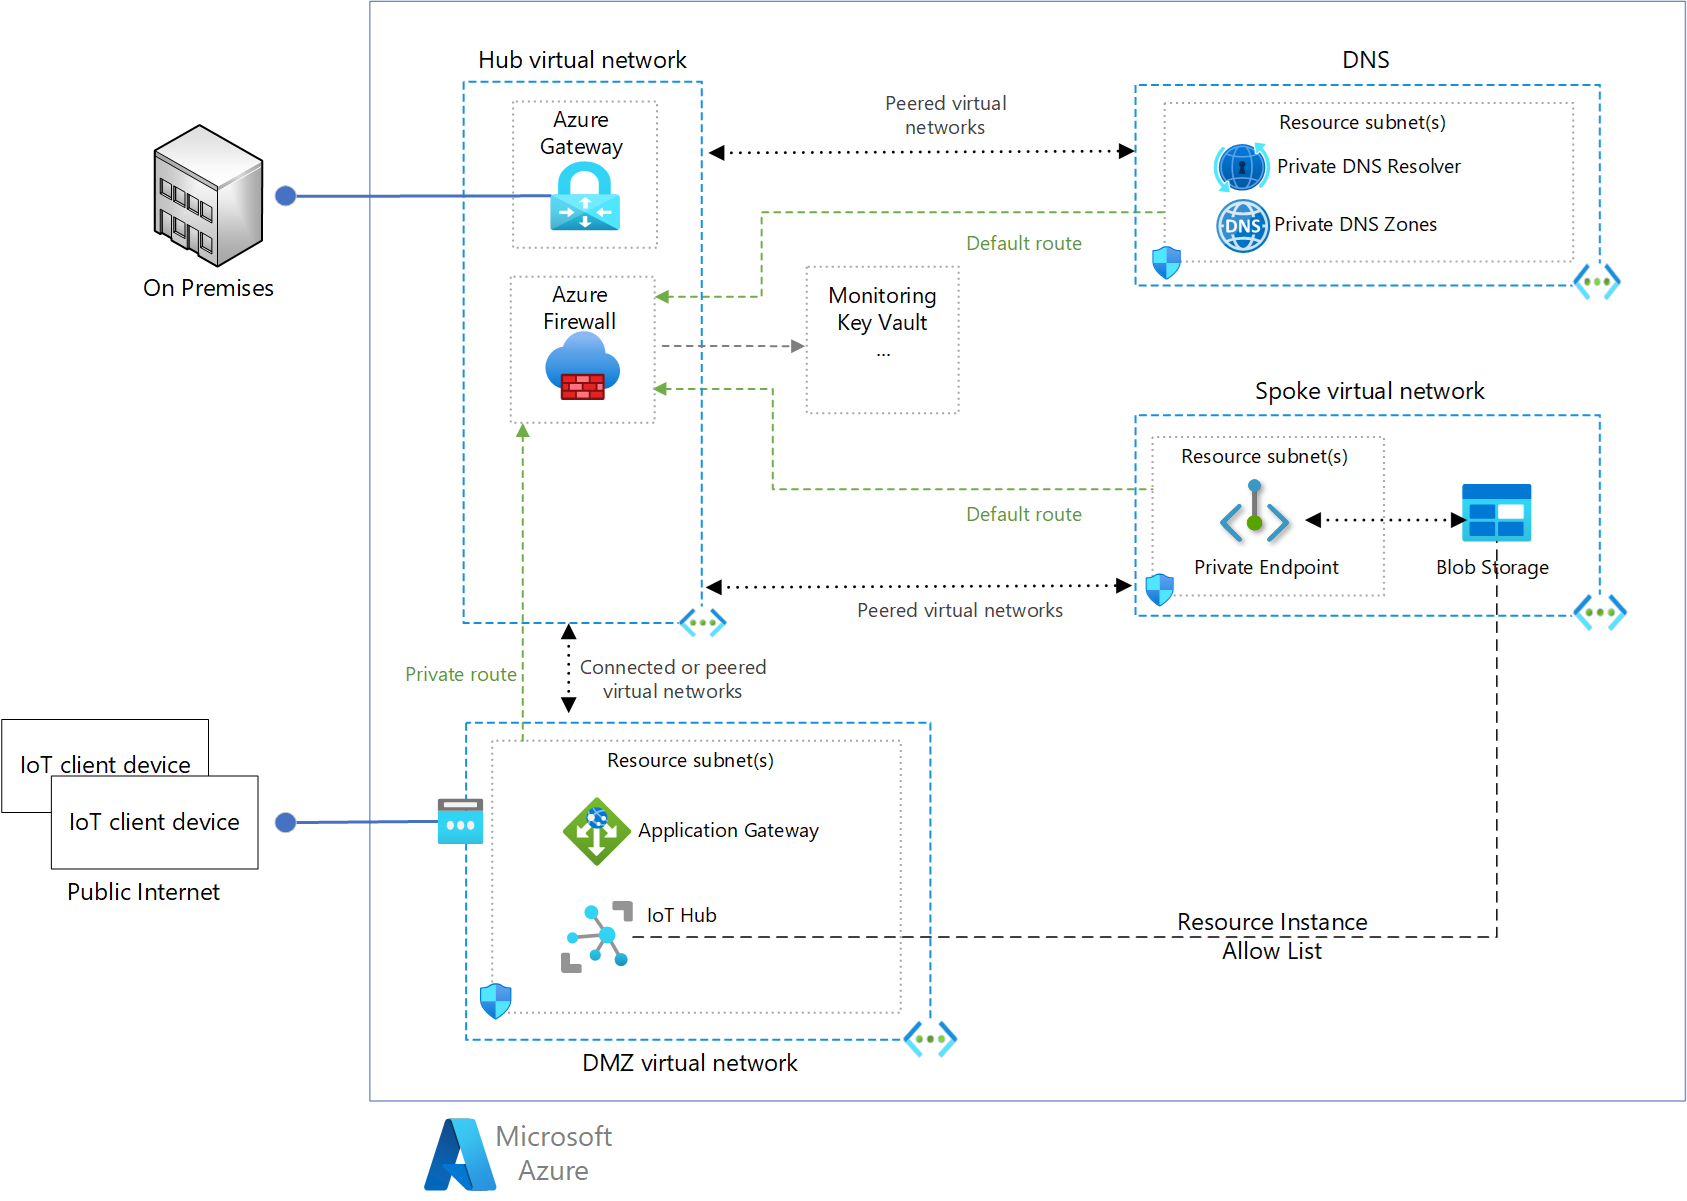 Hub virtual network
DNS
Azure
Gateway
Peered virtual
networks
Resource subnet(s)
Private DNS Resolver
DNS
Private DNS Zones
Default route
On Premises
Azure
Firewall
Monitoring
Key Vault
...
Spoke virtual network
Resource subnet(s)
Default route
Private Endpoint
Blob Storage
Peered virtual networks
Private route
Connected or peered
virtual networks
IoT client device
IoT client device
Public Internet
Resource subnet(s)
Application Gateway
IoT Hub
Resource Instance
Allow List
DMZ virtual network
Microsoft
Azure